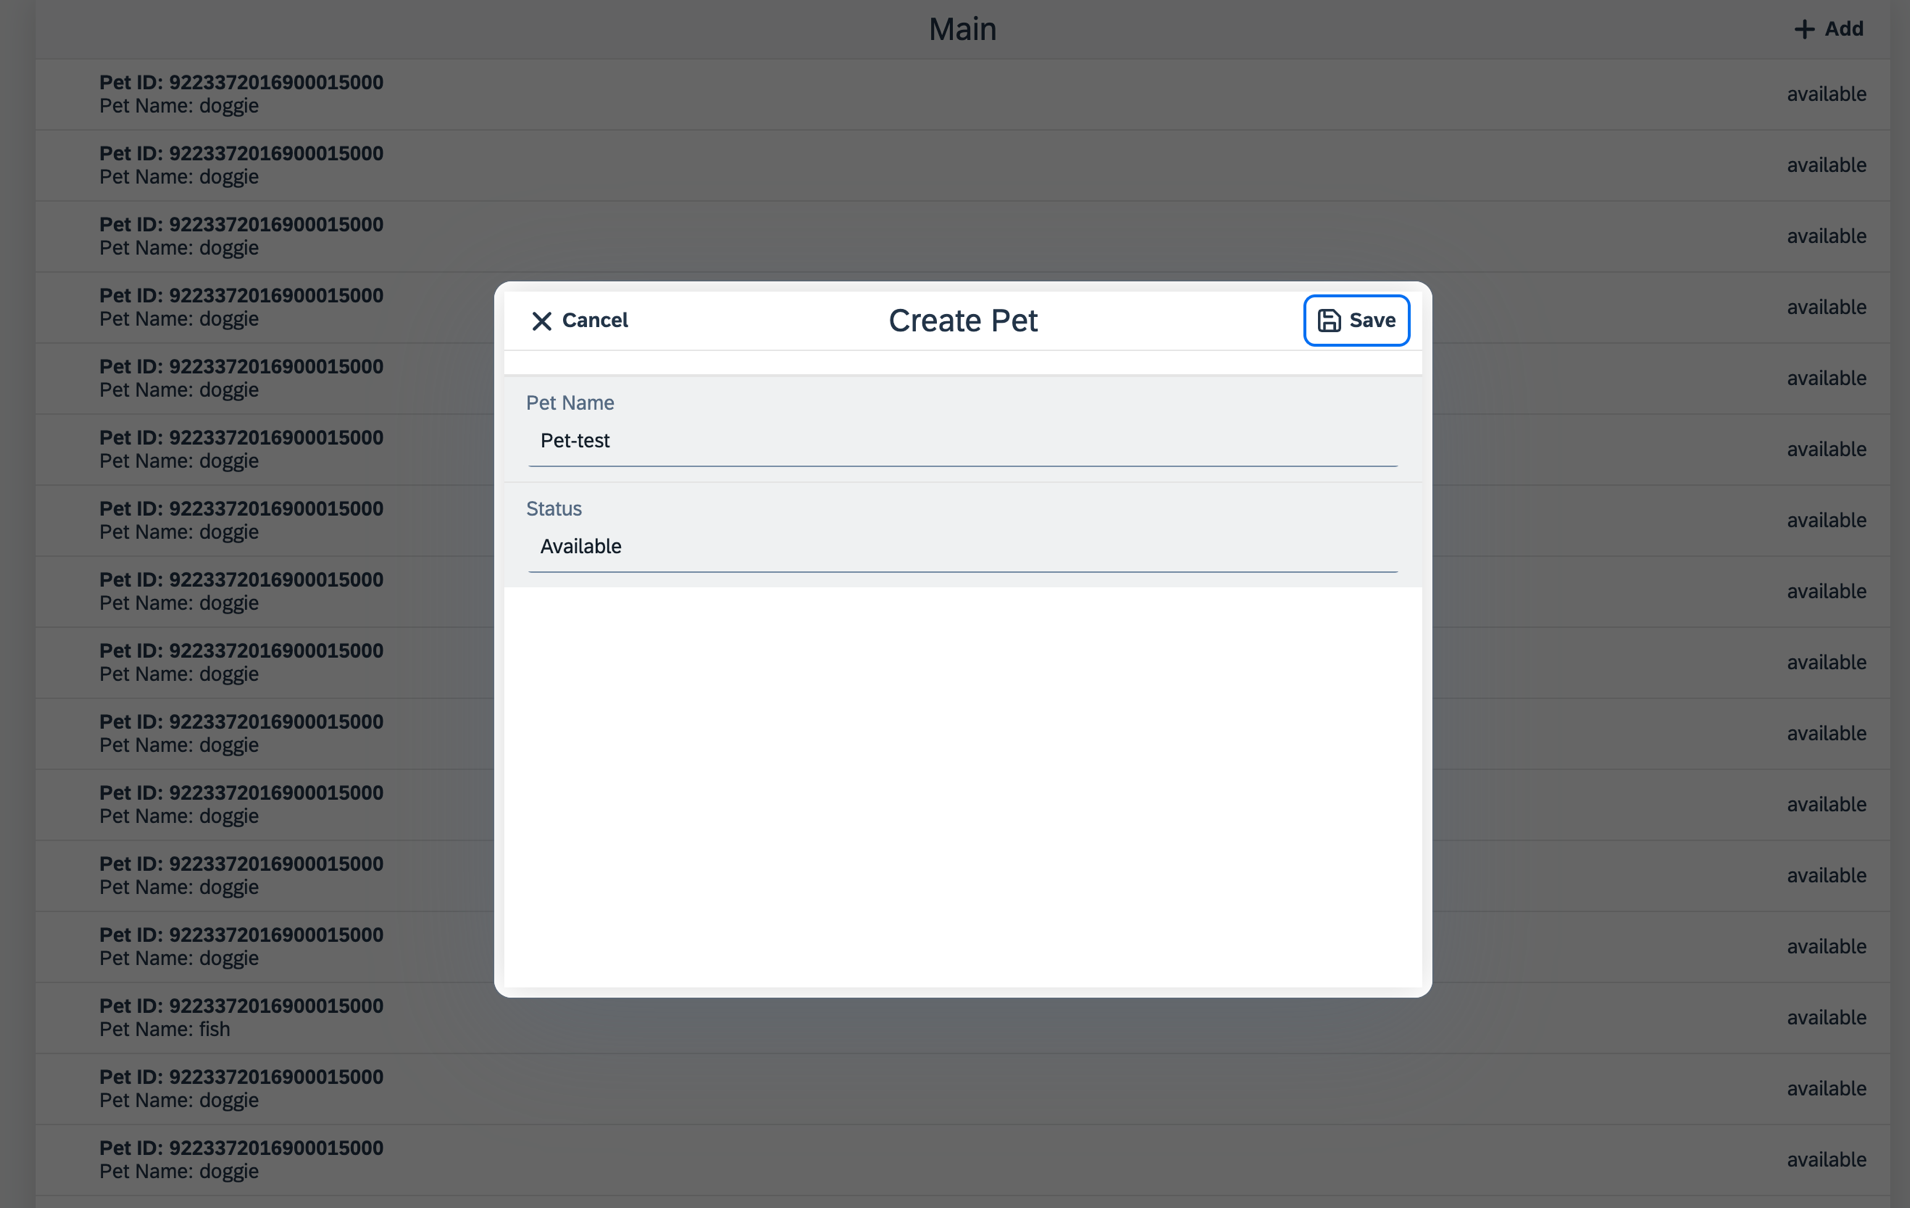 Main
Add
Pet ID: 9223372016900015000
Pet Name: doggie
available
Pet ID: 9223372016900015000
Pet Name: doggie
available
Pet ID: 9223372016900015000
Pet Name: doggie
available
Pet ID: 9223372016900015000
Pet Name: doggie
available
Pet ID: 9223372016900015000
Pet Name: doggie
available
Pet ID: 9223372016900015000
Pet Name: doggie
available
Pet ID: 9223372016900015000
Pet Name: doggie
available
Pet ID: 9223372016900015000
Pet Name: doggie
available
Pet ID: 9223372016900015000
Pet Name: doggie
available
Pet ID: 9223372016900015000
Pet Name: doggie
available
Pet ID: 9223372016900015000
Pet Name: doggie
available
Pet ID: 9223372016900015000
Pet Name: doggie
available
Pet ID: 9223372016900015000
Pet Name: doggie
available
Pet ID: 9223372016900015000
Pet Name: fish
available
Pet ID: 9223372016900015000
Pet Name: doggie
available
Pet ID: 9223372016900015000
Pet Name: doggie
available
Cancel
Create Pet
Save
Pet Name
Pet-test
Status
Available